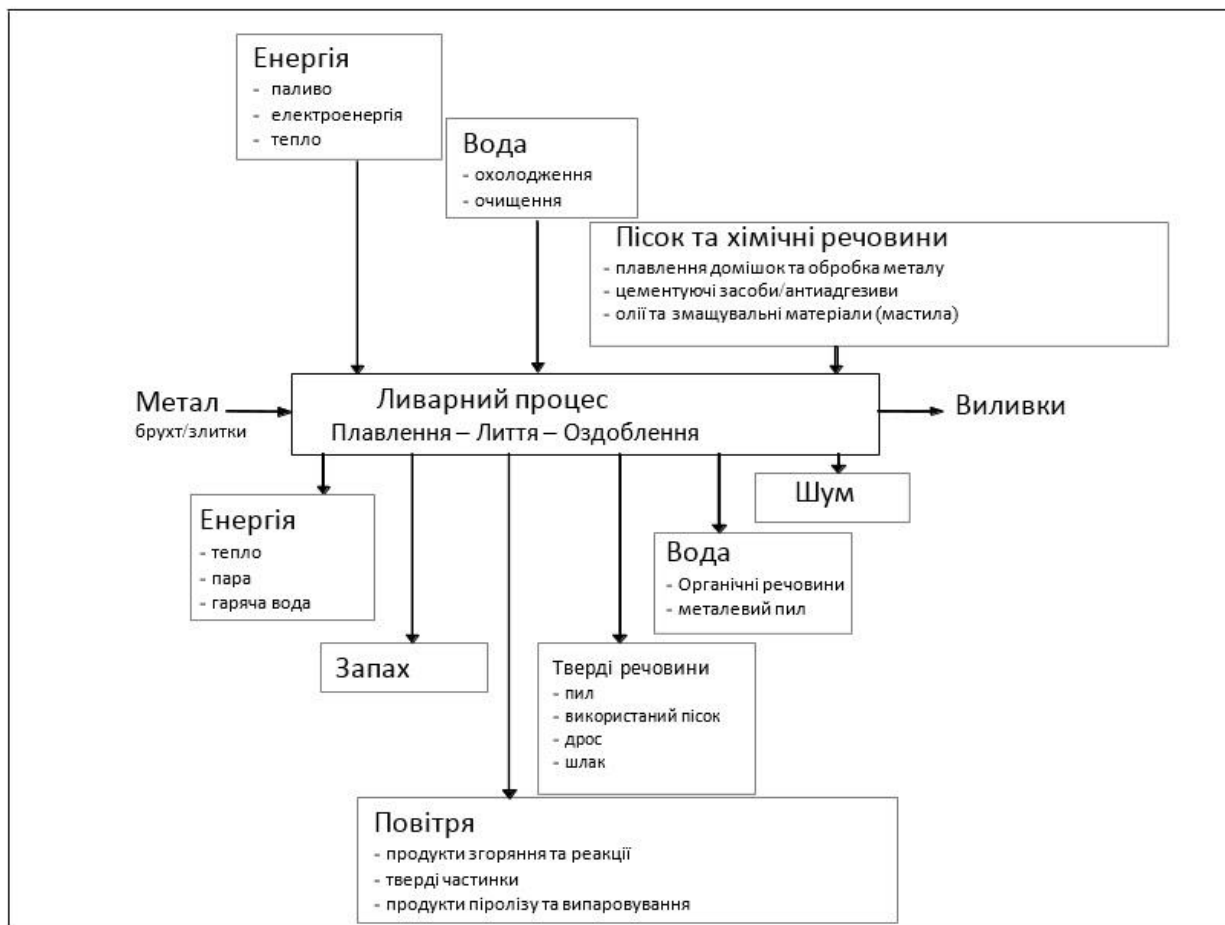 Енергія
- паливо
- електроенергія
- тепло
Вода
- охолодження
- очищення
Пісок та хімічні речовини
- плавлення домішок та обробка металу
- цементуючі засоби/антиадгезиви
- олії та змащувальні матеріали (мастила)
Метал
брухт/злитки
Ливарний процес
Плавлення – Лиття – Оздоблення
Виливки
Шум
Енергія
- тепло
- пара
- гаряча вода
Вода
- Органічні речовини
- металевий пил
Запах
Тверді речовини
- пил
- використаний пісок
- дрос
- шлак
Повітря
- продукти згоряння та реакції
- тверді частинки
- продукти піролізу та випаровування